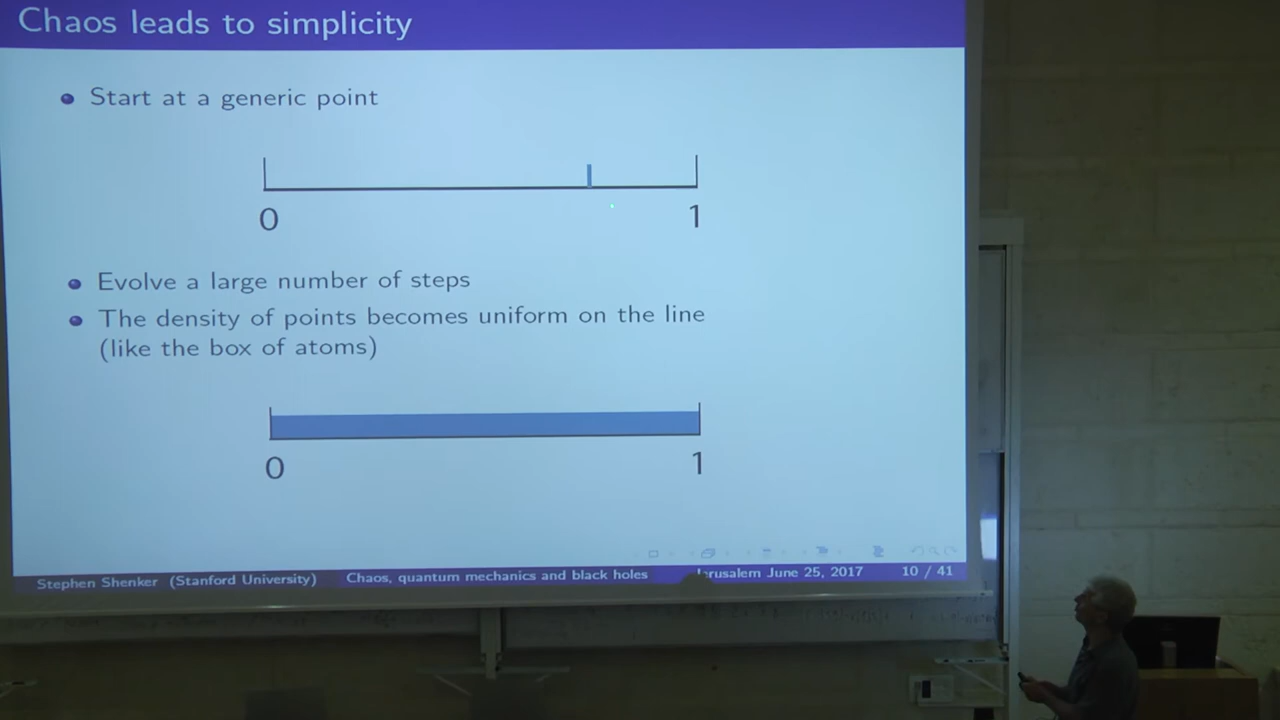 Chaos leads to simplicity
Start at a generic point
0 1
Evolve a large number of steps
The density of points becomes uniform on the line
(like the box of atoms)
0 1
Stephen Shenker (Stanford University) Chaos, quantum mechanics and black holes Jerusalem June 25, 2017 10 / 41